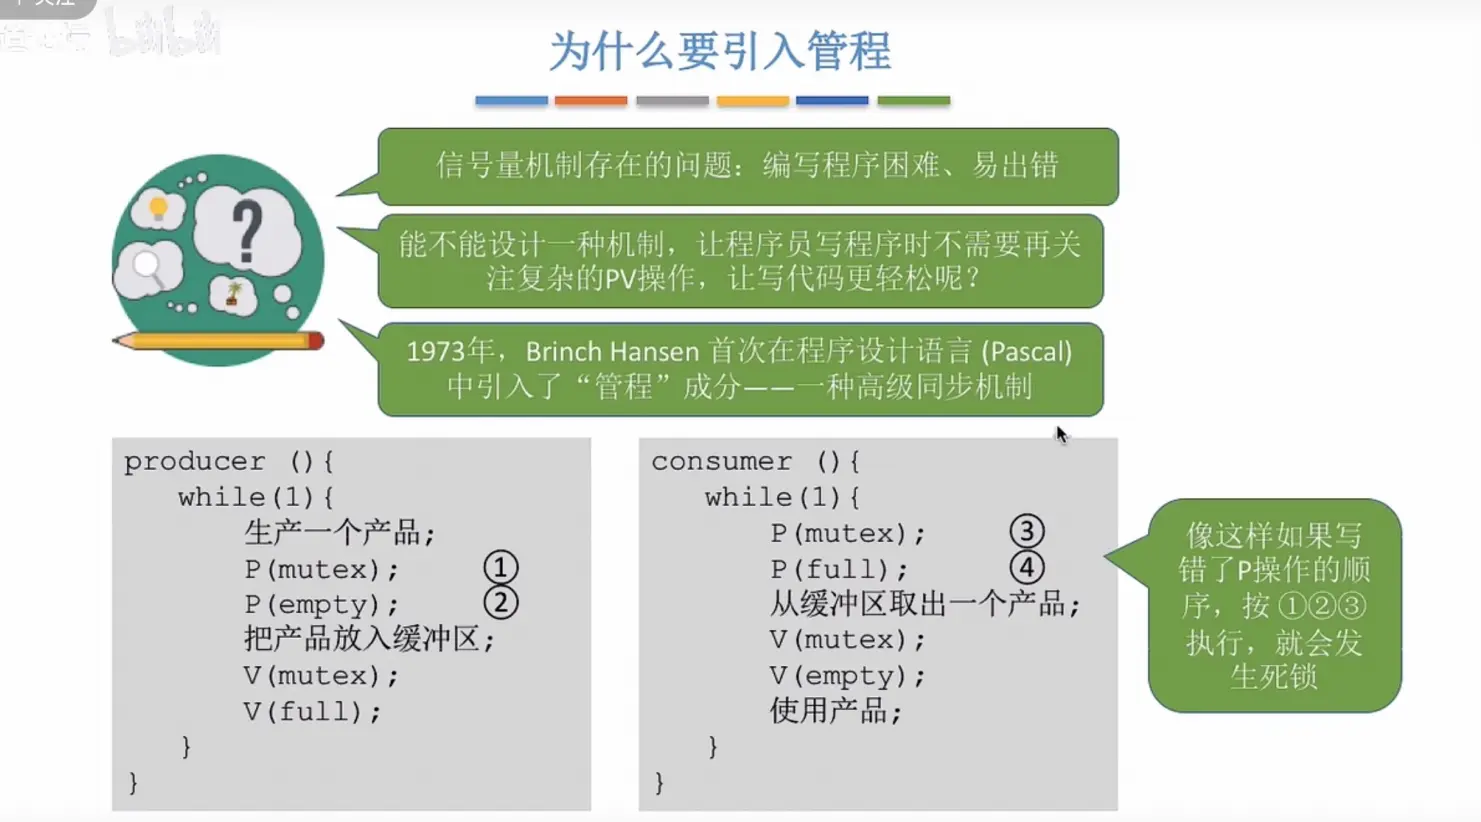 关注
bilibili
为什么要引入管程
信号量机制存在的问题：编写程序困难、易出错
能不能设计一种机制，让程序员写程序时不需要再关
注复杂的PV操作，让写代码更轻松呢？
1973年，Brinch Hansen 首次在程序设计语言 (Pascal)
中引入了“管程”成分——一种高级同步机制
producer (){
while(1){
生产一个产品;
P(mutex); ①
P(empty); ②
把产品放入缓冲区;
V(mutex);
V(full);
}
}
consumer (){
while(1){
P(mutex); ③
P(full); ④
从缓冲区取出一个产品;
V(mutex);
V(empty);
使用产品;
}
}
像这样如果写
错了P操作的顺
序，按 ①②③
执行，就会发
生死锁